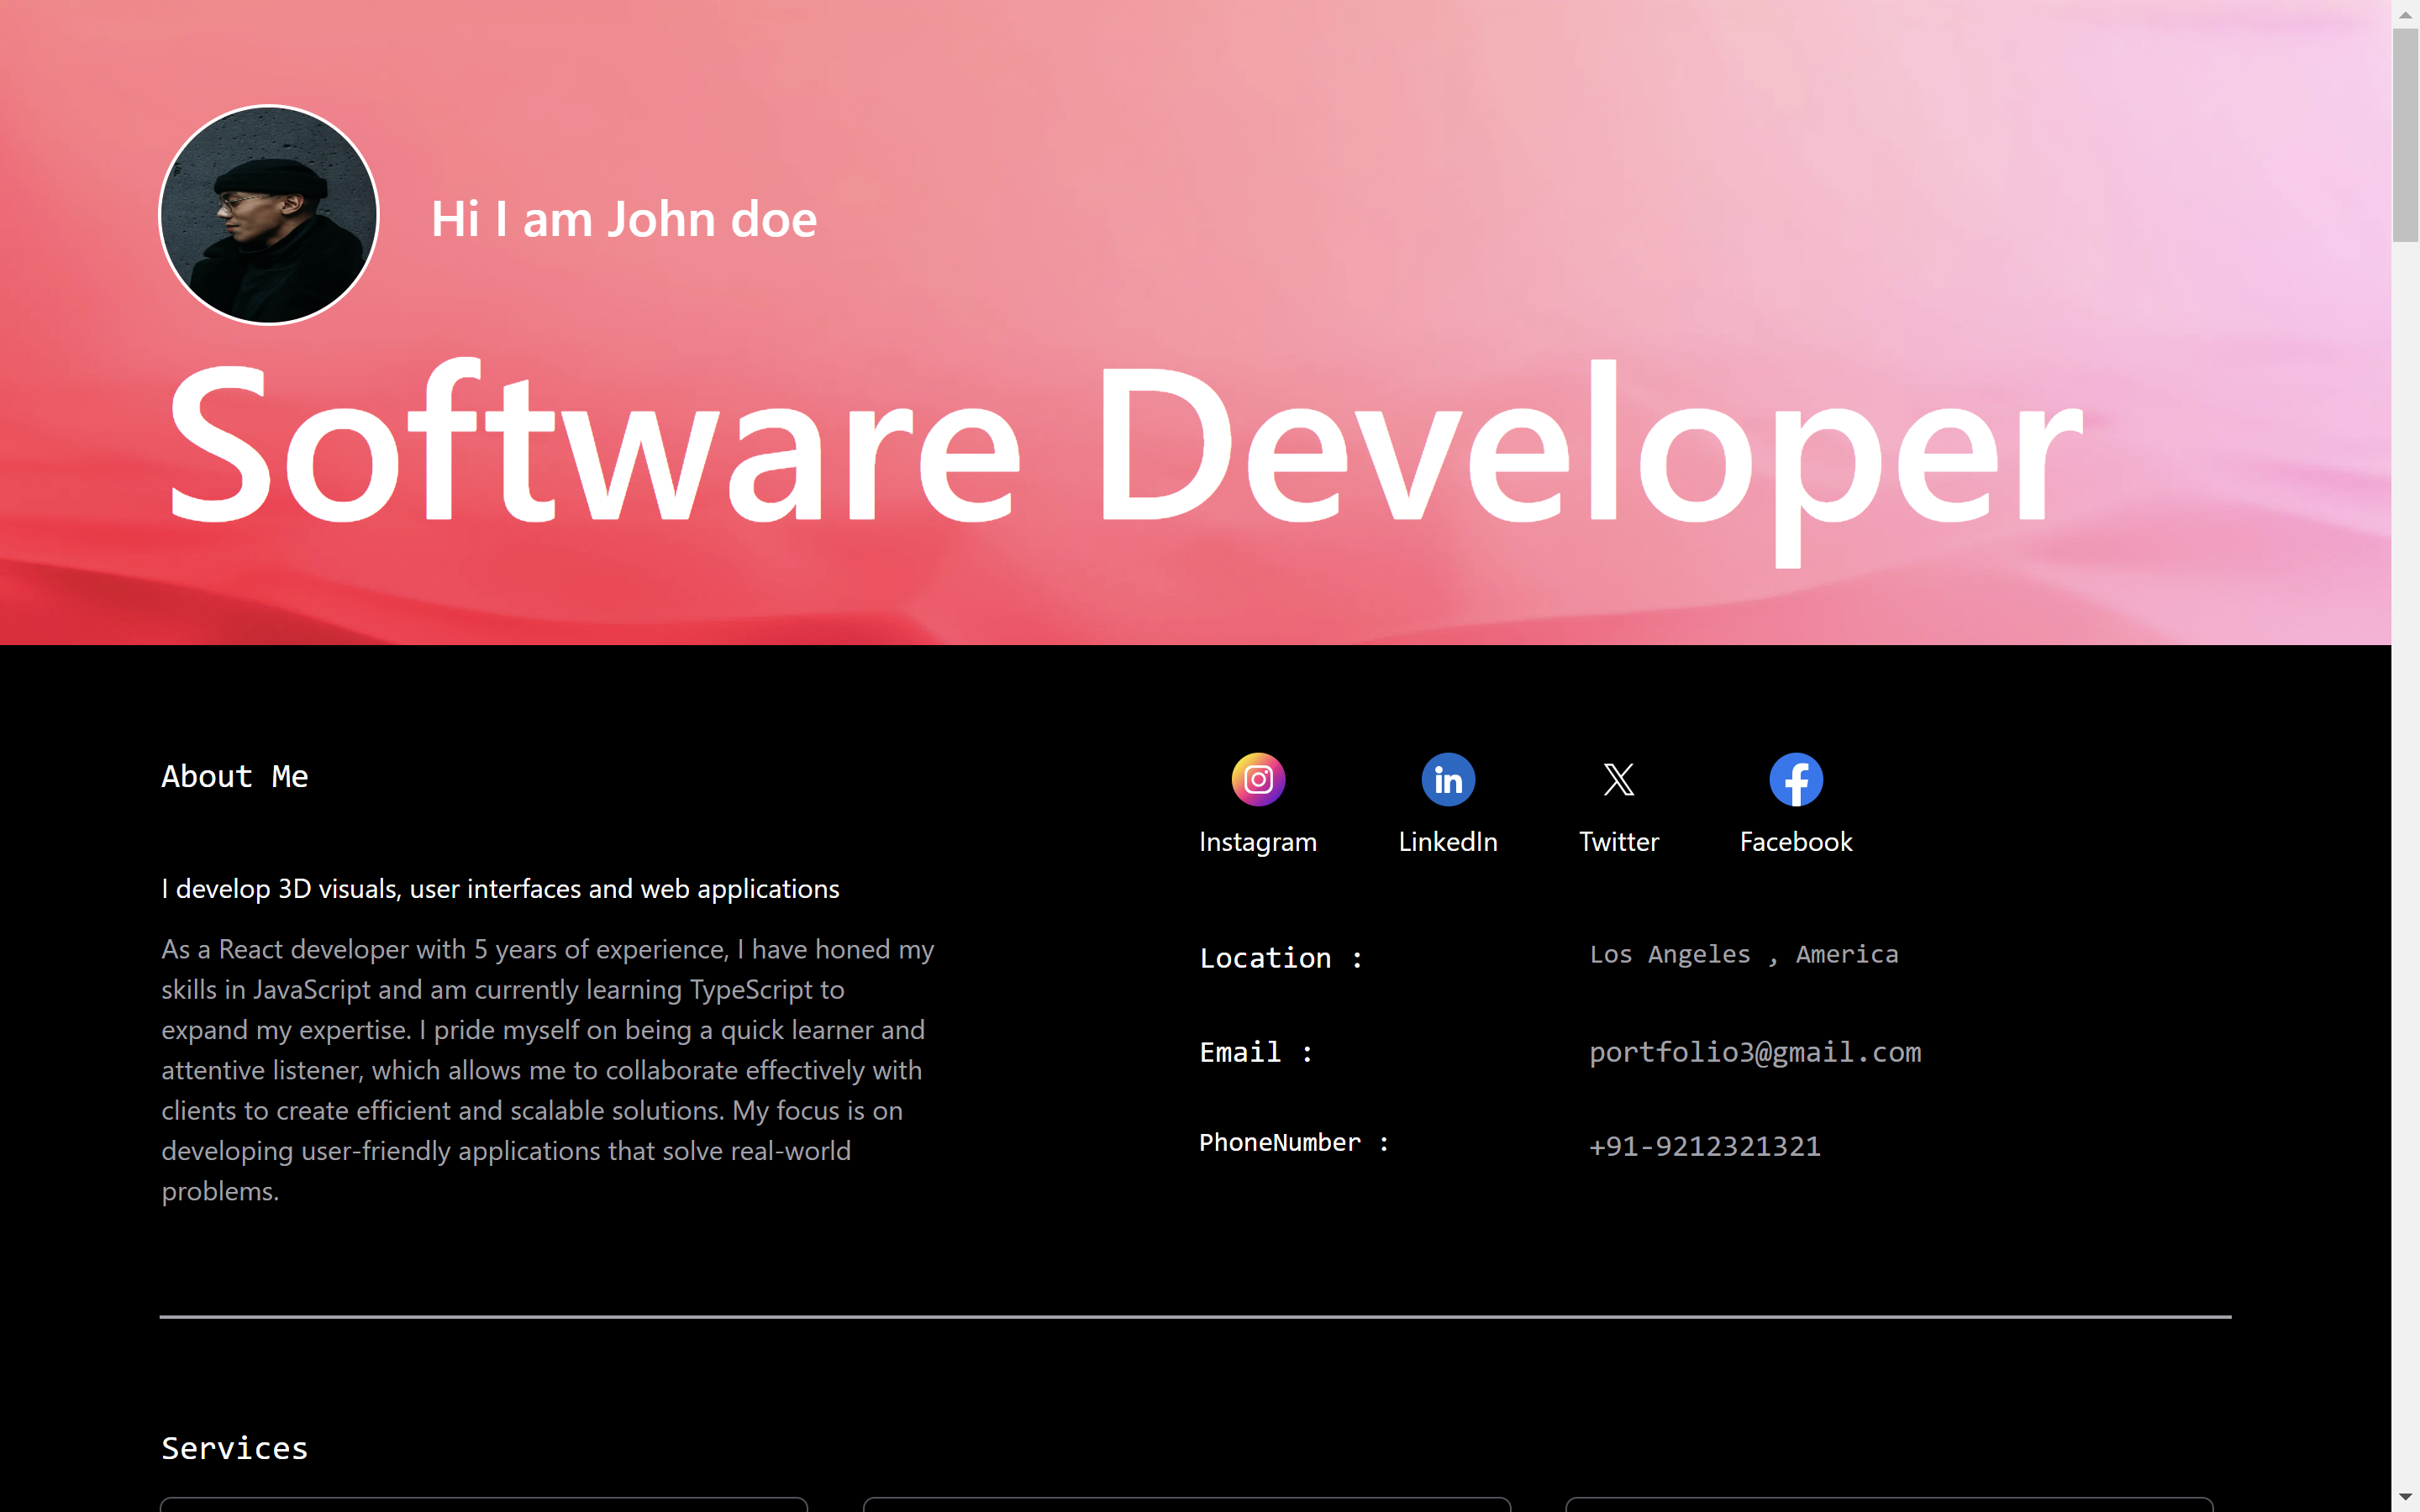 Hi I am John doe
Software Developer
About Me
I develop 3D visuals, user interfaces and web applications
As a React developer with 5 years of experience, I have honed my
skills in JavaScript and am currently learning TypeScript to
expand my expertise. I pride myself on being a quick learner and
attentive listener, which allows me to collaborate effectively with
clients to create efficient and scalable solutions. My focus is on
developing user-friendly applications that solve real-world
problems.
Instagram
LinkedIn
Twitter
Facebook
Location : Los Angeles , America
Email : portfolio3@gmail.com
PhoneNumber : +91-9212321321
Services